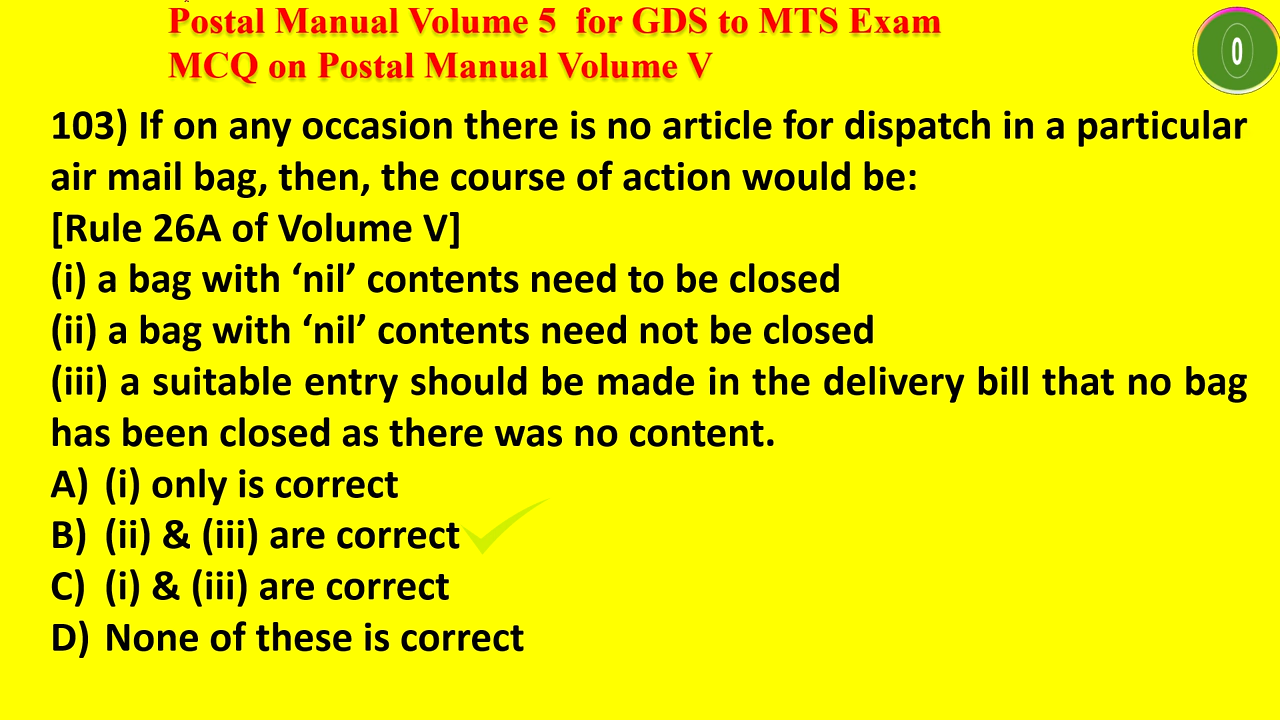 Postal Manual Volume 5 for GDS to MTS Exam
MCQ on Postal Manual Volume V
0
103) If on any occasion there is no article for dispatch in a particular
air mail bag, then, the course of action would be:
[Rule 26A of Volume V]
(i) a bag with ‘nil’ contents need to be closed
(ii) a bag with ‘nil’ contents need not be closed
(iii) a suitable entry should be made in the delivery bill that no bag
has been closed as there was no content.
A) (i) only is correct
B) (ii) & (iii) are correct
C) (i) & (iii) are correct
D) None of these is correct